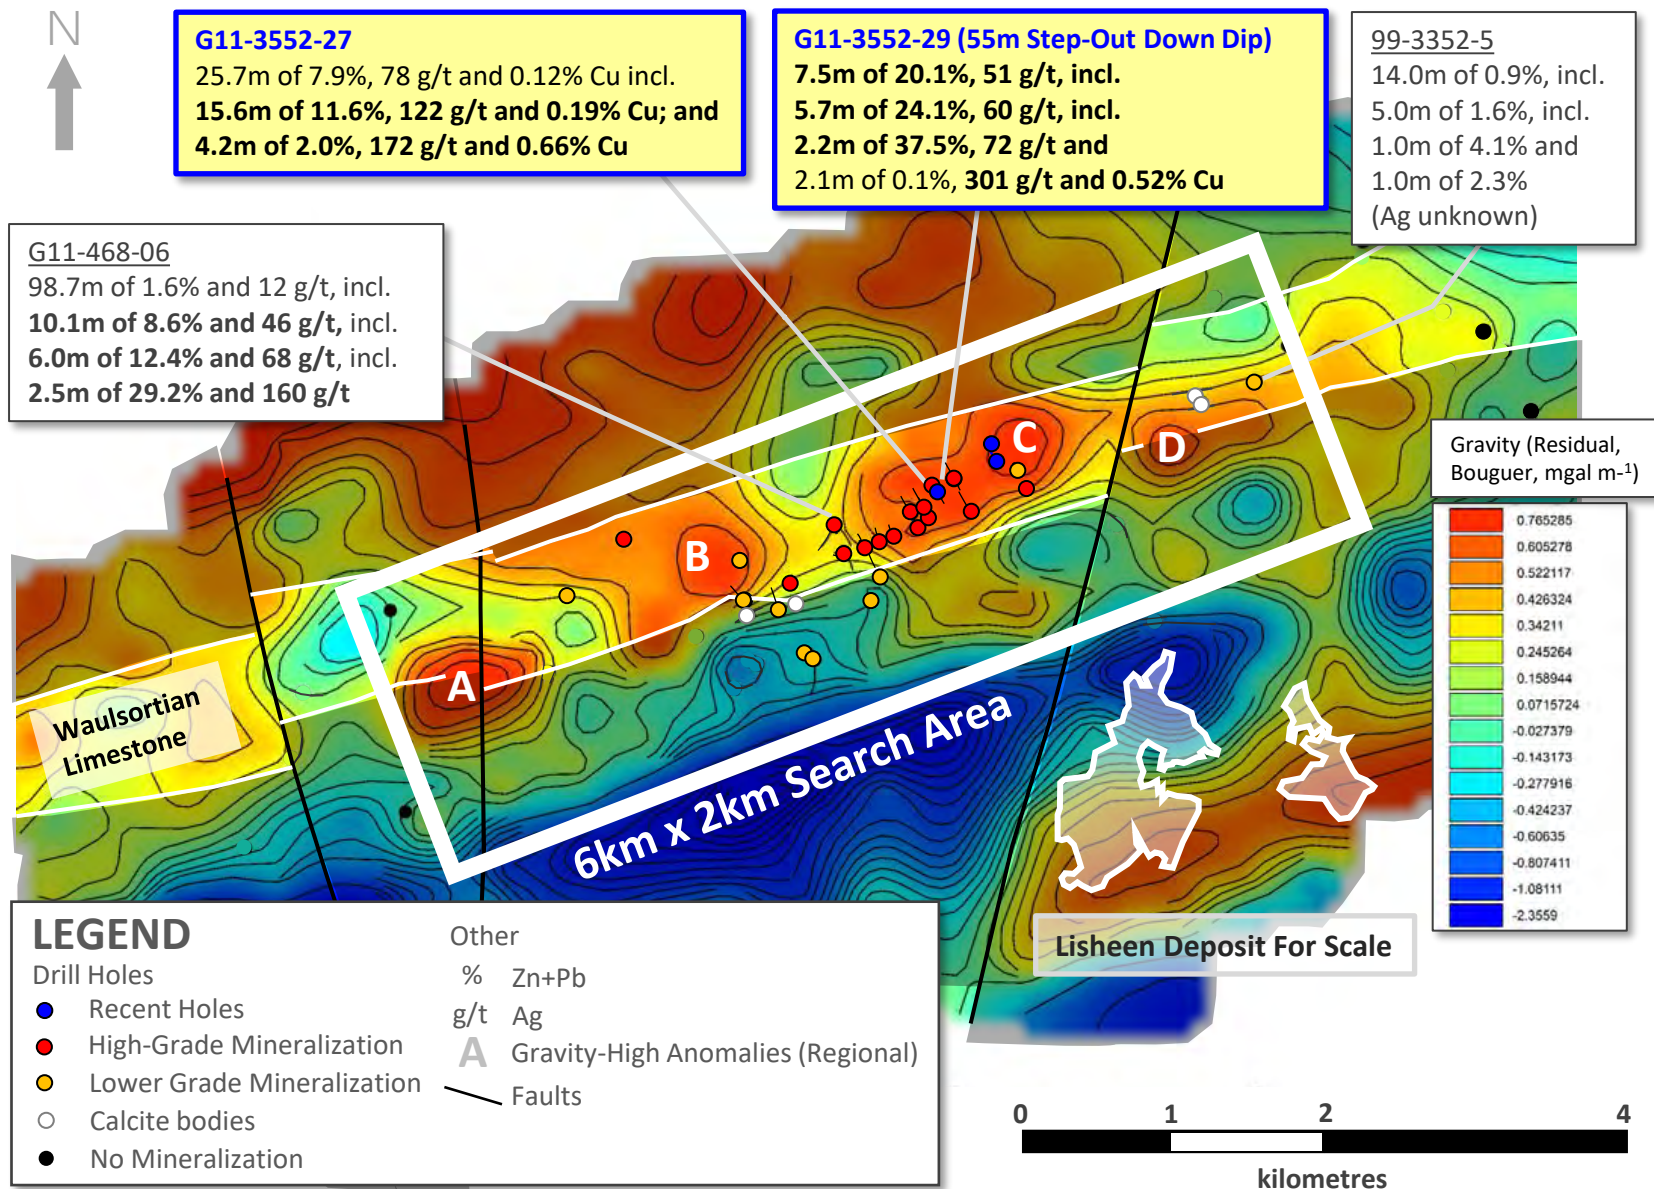 N
G11-3552-27
25.7m of 7.9%, 78 g/t and 0.12% Cu incl.
15.6m of 11.6%, 122 g/t and 0.19% Cu; and
4.2m of 2.0%, 172 g/t and 0.66% Cu
G11-3552-29 (55m Step-Out Down Dip)
7.5m of 20.1%, 51 g/t, incl.
5.7m of 24.1%, 60 g/t, incl.
2.2m of 37.5%, 72 g/t and
2.1m of 0.1%, 301 g/t and 0.52% Cu
99-3352-5
14.0m of 0.9%, incl.
5.0m of 1.6%, incl.
1.0m of 4.1% and
1.0m of 2.3%
(Ag unknown)
G11-468-06
98.7m of 1.6% and 12 g/t, incl.
10.1m of 8.6% and 46 g/t, incl.
6.0m of 12.4% and 68 g/t, incl.
2.5m of 29.2% and 160 g/t
A
B
C
D
Waulsortian
Limestone
6km x 2km Search Area
Gravity (Residual,
Bouguer, mgal m-1)
0.765285
0.605278
0.522117
0.426324
0.34211
0.245264
0.158944
0.0715724
-0.027379
-0.143173
-0.277916
-0.424237
-0.60635
-0.807411
-1.08111
-2.3559
Lisheen Deposit For Scale
LEGEND
Drill Holes
Recent Holes
High-Grade Mineralization
Lower Grade Mineralization
Calcite bodies
No Mineralization
Other
% Zn+Pb
g/t Ag
A Gravity-High Anomalies (Regional)
Faults
0 1 2 4
kilometres